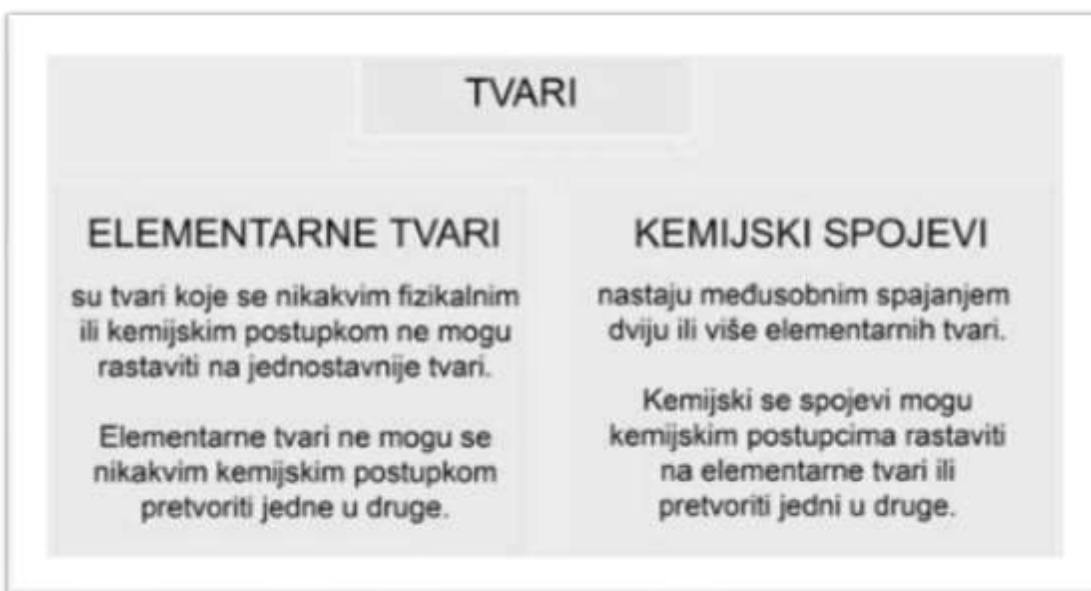 TVARI
ELEMENTARNE TVARI
su tvari koje se nikakvim fizikalnim
ili kemijskim postupkom ne mogu
rastaviti na jednostavnije tvari.
Elementarne tvari ne mogu se
nikakvim kemijskim postupkom
pretvoriti jedne u druge.
KEMIJSKI SPOJEVI
nastaju međusobnim spajanjem
dviju ili više elementarnih tvari.
Kemijski se spojevi mogu
kemijskim postupcima rastaviti
na elementarne tvari ili
pretvoriti jedni u druge.